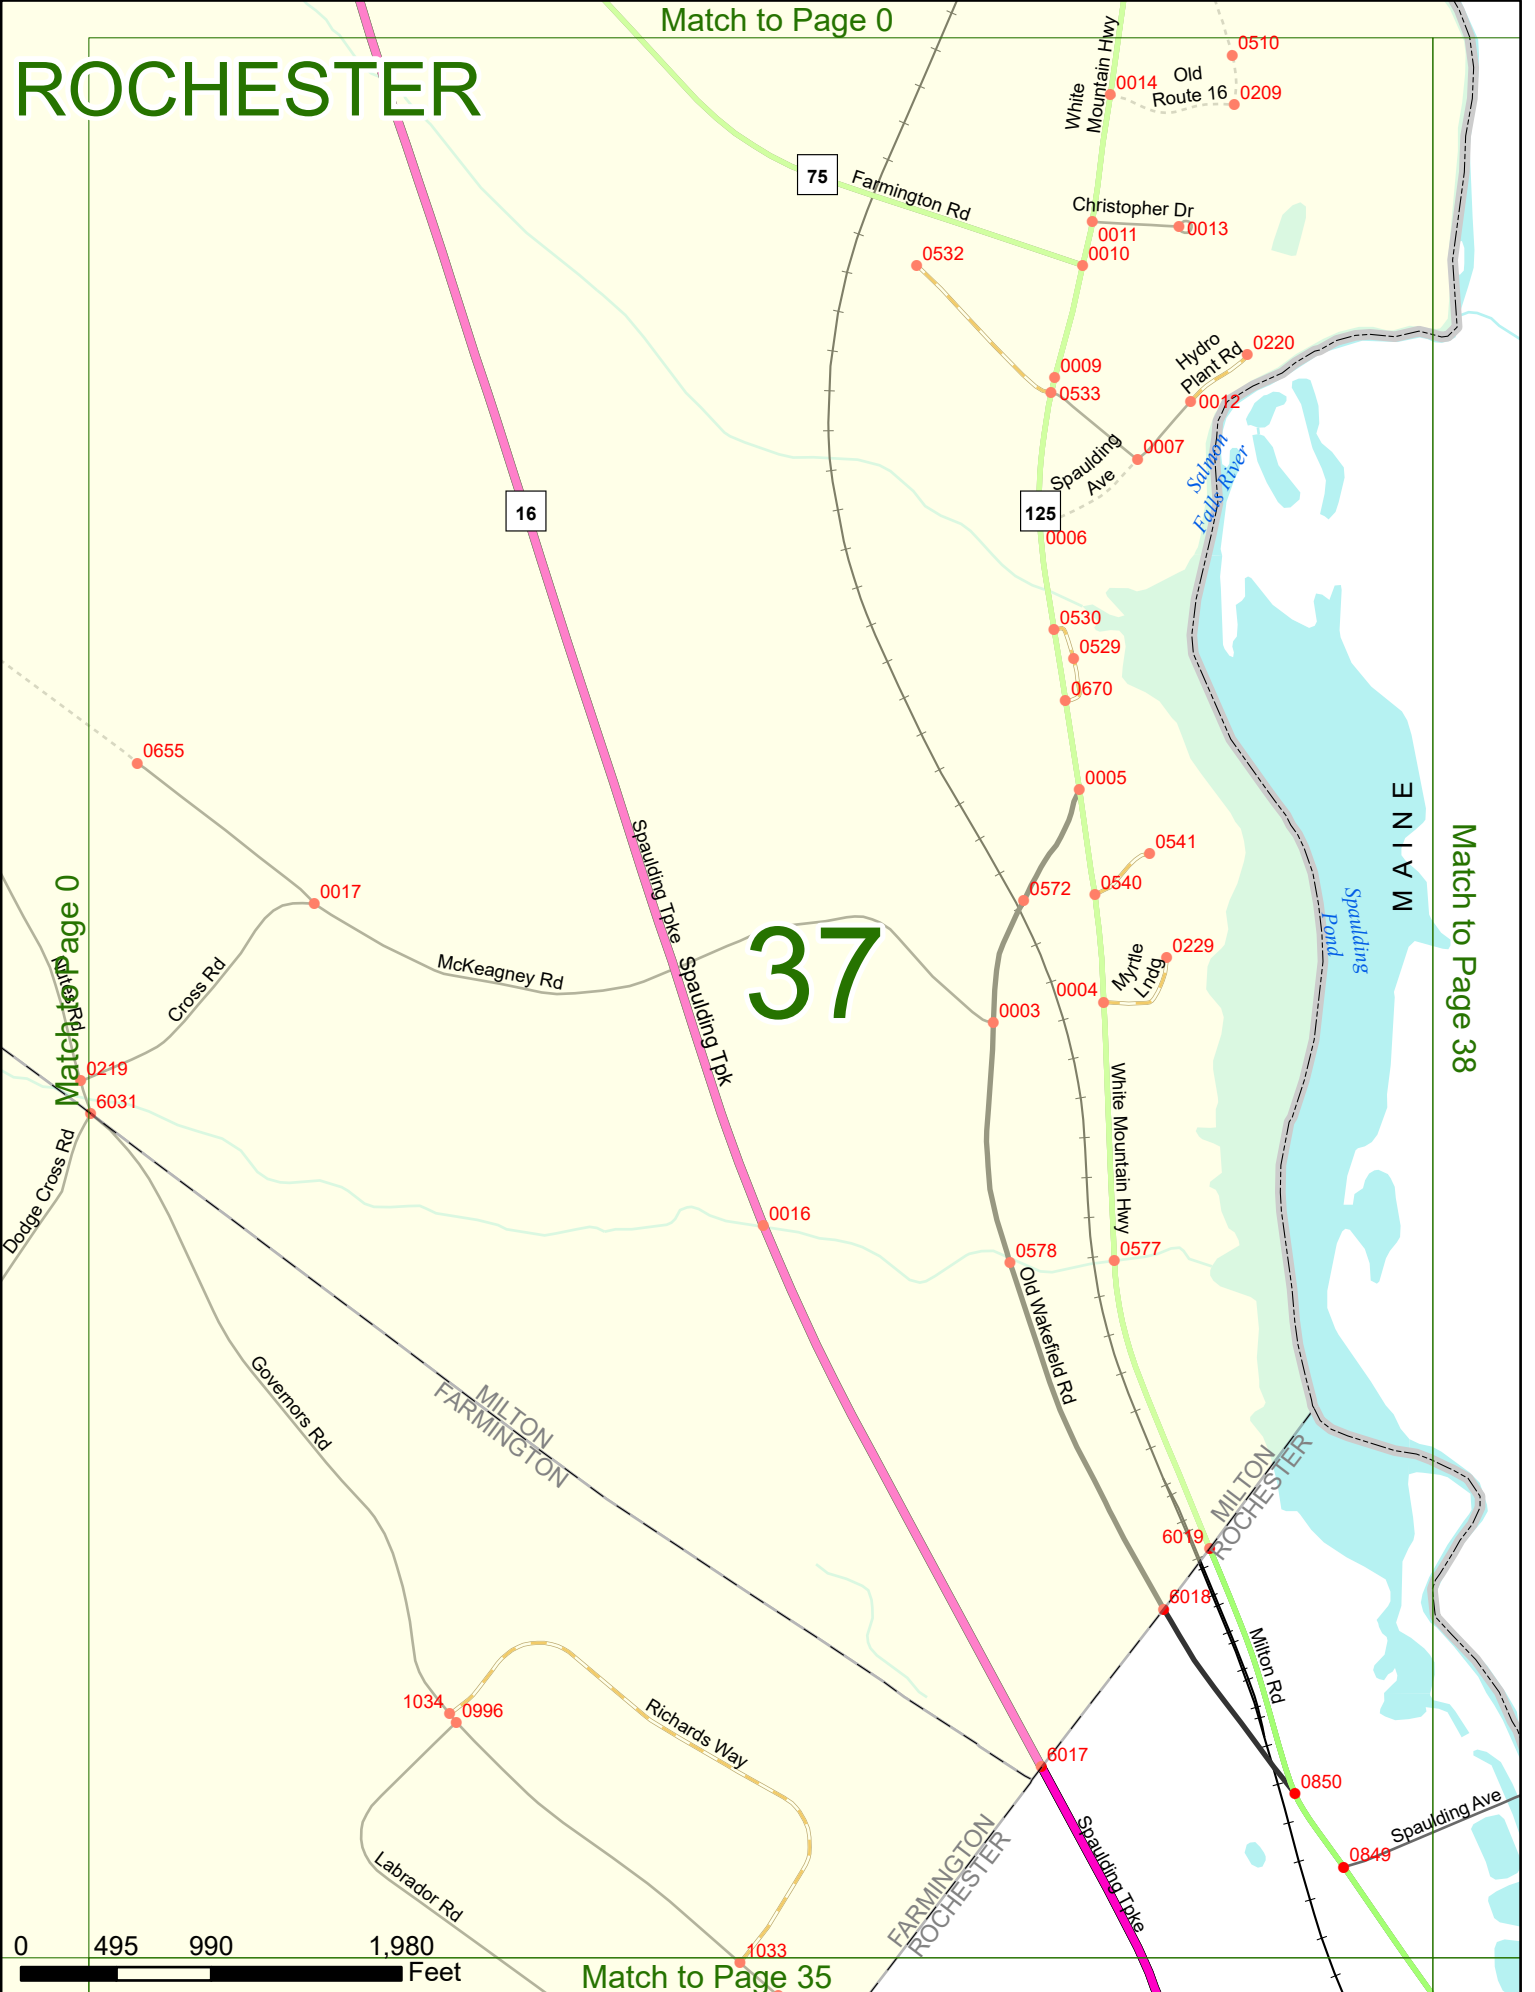 Match to Page 0
ROCHESTER
White
Mountain Hwy
0510
0014
Old
Route 16
0209
75
Farmington Rd
Christopher Dr
0011
0013
0010
0532
Hydro
Plant Rd
0220
0009
0533
0012
0007
Spaulding
Ave
Salmon
Falls River
16
125
0006
0530
0529
0670
0655
0005
MAINE
Spaulding Tpke
0541
0540
0572
0017
Match to Page 0
Match to Page 38
Spaulding
Pond
37
McKeagney Rd
Cross Rd
Nutes Rd
Myrtle
Lndg
0229
0004
0003
Spaulding Tpk
0219
6031
White Mountain Hwy
Dodge Cross Rd
0016
0578
0577
Old Wakefield Rd
Governors Rd
MILTON
FARMINGTON
MILTON
ROCHESTER
6019
6018
Milton Rd
1034
0996
Richards Way
6017
0850
Spaulding Ave
0849
Spaulding Tpke
FARMINGTON
ROCHESTER
Labrador Rd
0 495 990 1,980
Feet
1033
Match to Page 35